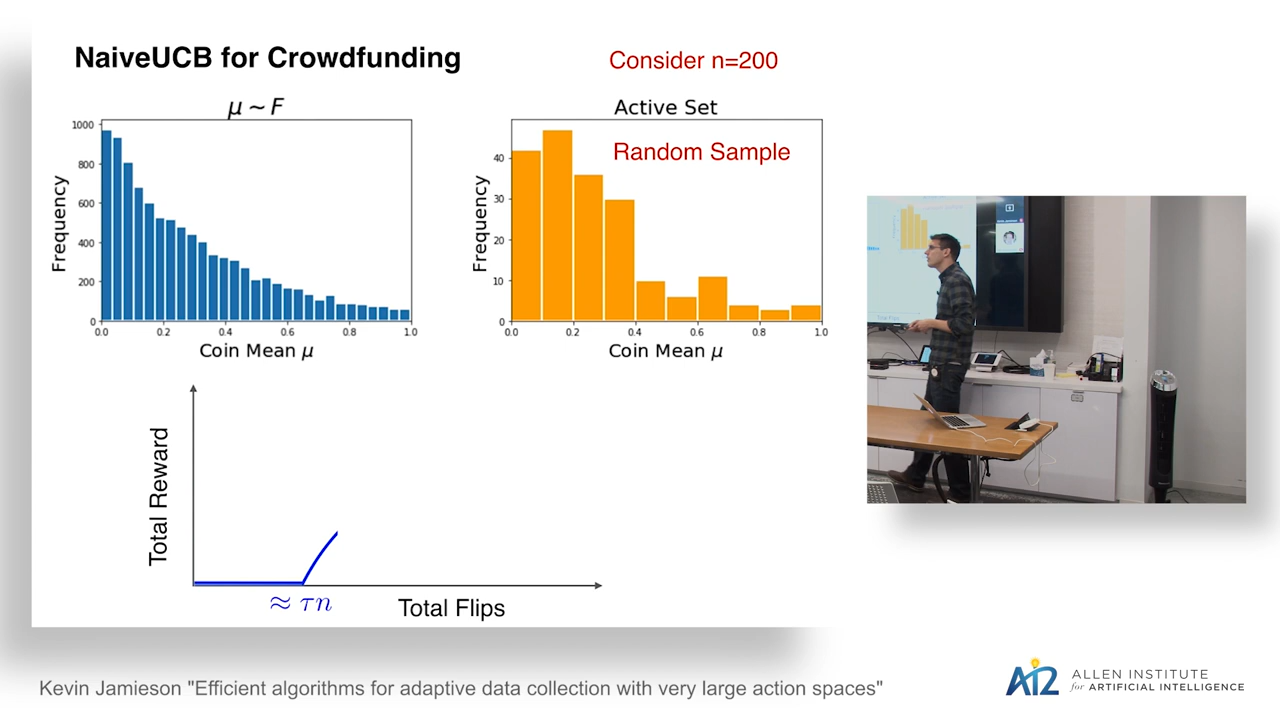 NaiveUCB for Crowdfunding
Consider n=200
μ ~ F
1000
800
600
400
200
0
Frequency
0.0 0.2 0.4 0.6 0.8 1.0
Coin Mean μ
Active Set
Random Sample
40
30
20
10
0
Frequency
0.0 0.2 0.4 0.6 0.8 1.0
Coin Mean μ
Total Reward
≈ τn
Total Flips
Kevin Jamieson "Efficient algorithms for adaptive data collection with very large action spaces"
AI2
ALLEN INSTITUTE
for ARTIFICIAL INTELLIGENCE